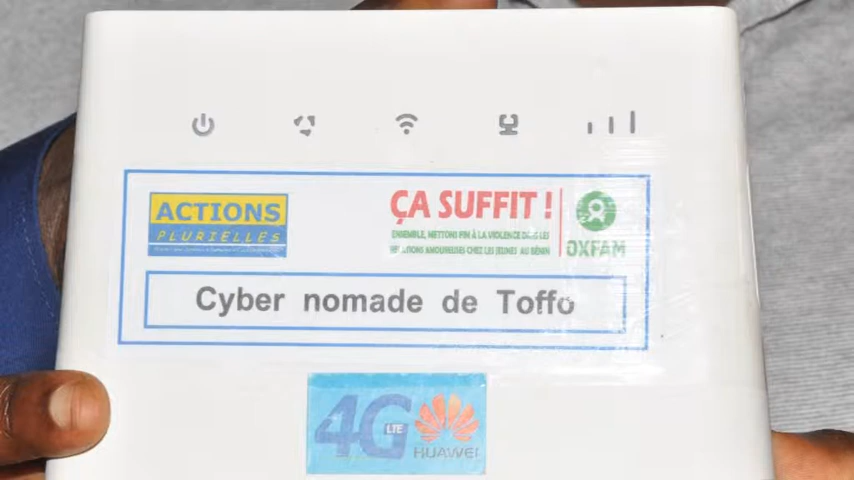 ACTIONS
PLURIELLES
ÇA SUFFIT !
ENSEMBLE, METTONS FIN À LA VIOLENCE DANS LES
RELATIONS AMOUREUSES CHEZ LES JEUNES AU BÉNIN
OXFAM
Cyber nomade de Toffo
4G LTE
HUAWEI